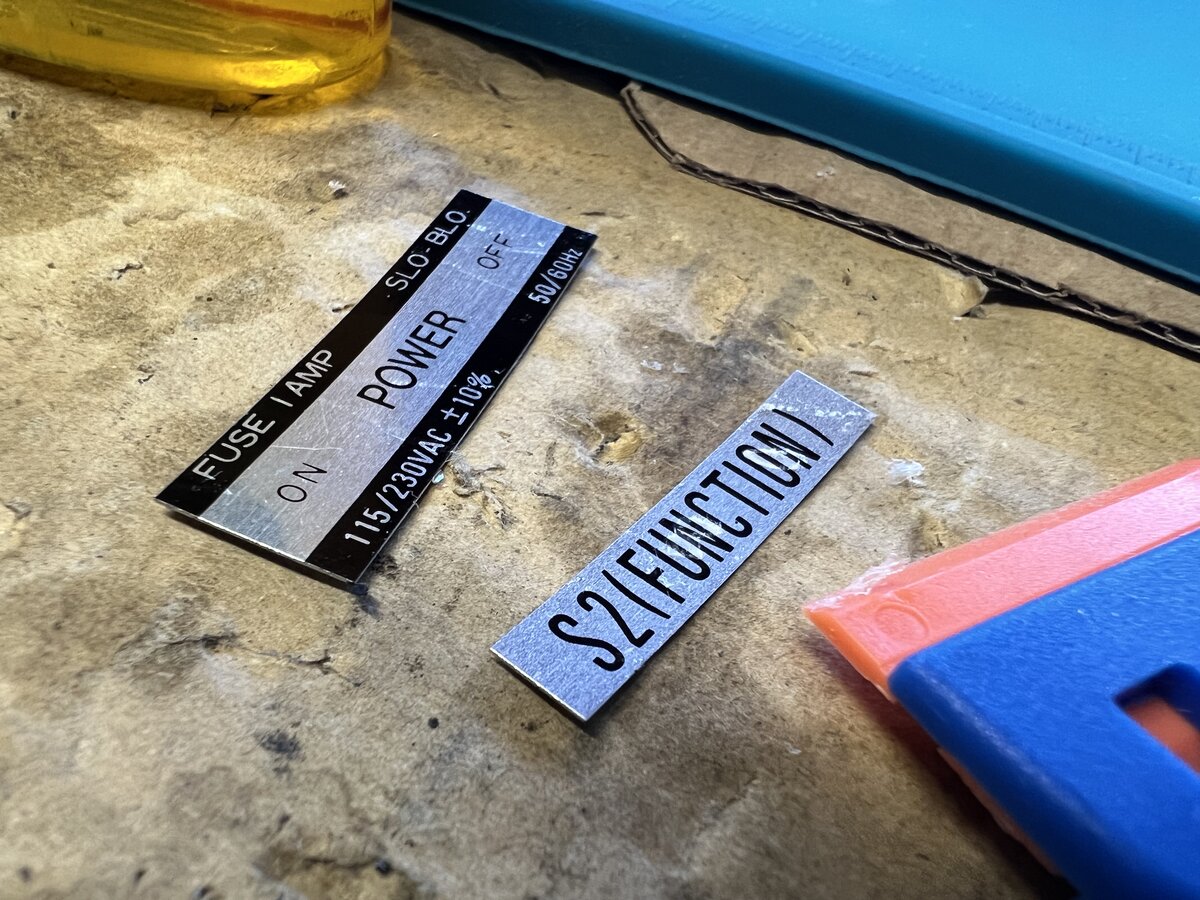 FUSE 1 AMP SLO-BLO.
ON POWER OFF
115/230VAC ±10% 50/60Hz
S2(FUNCTION)